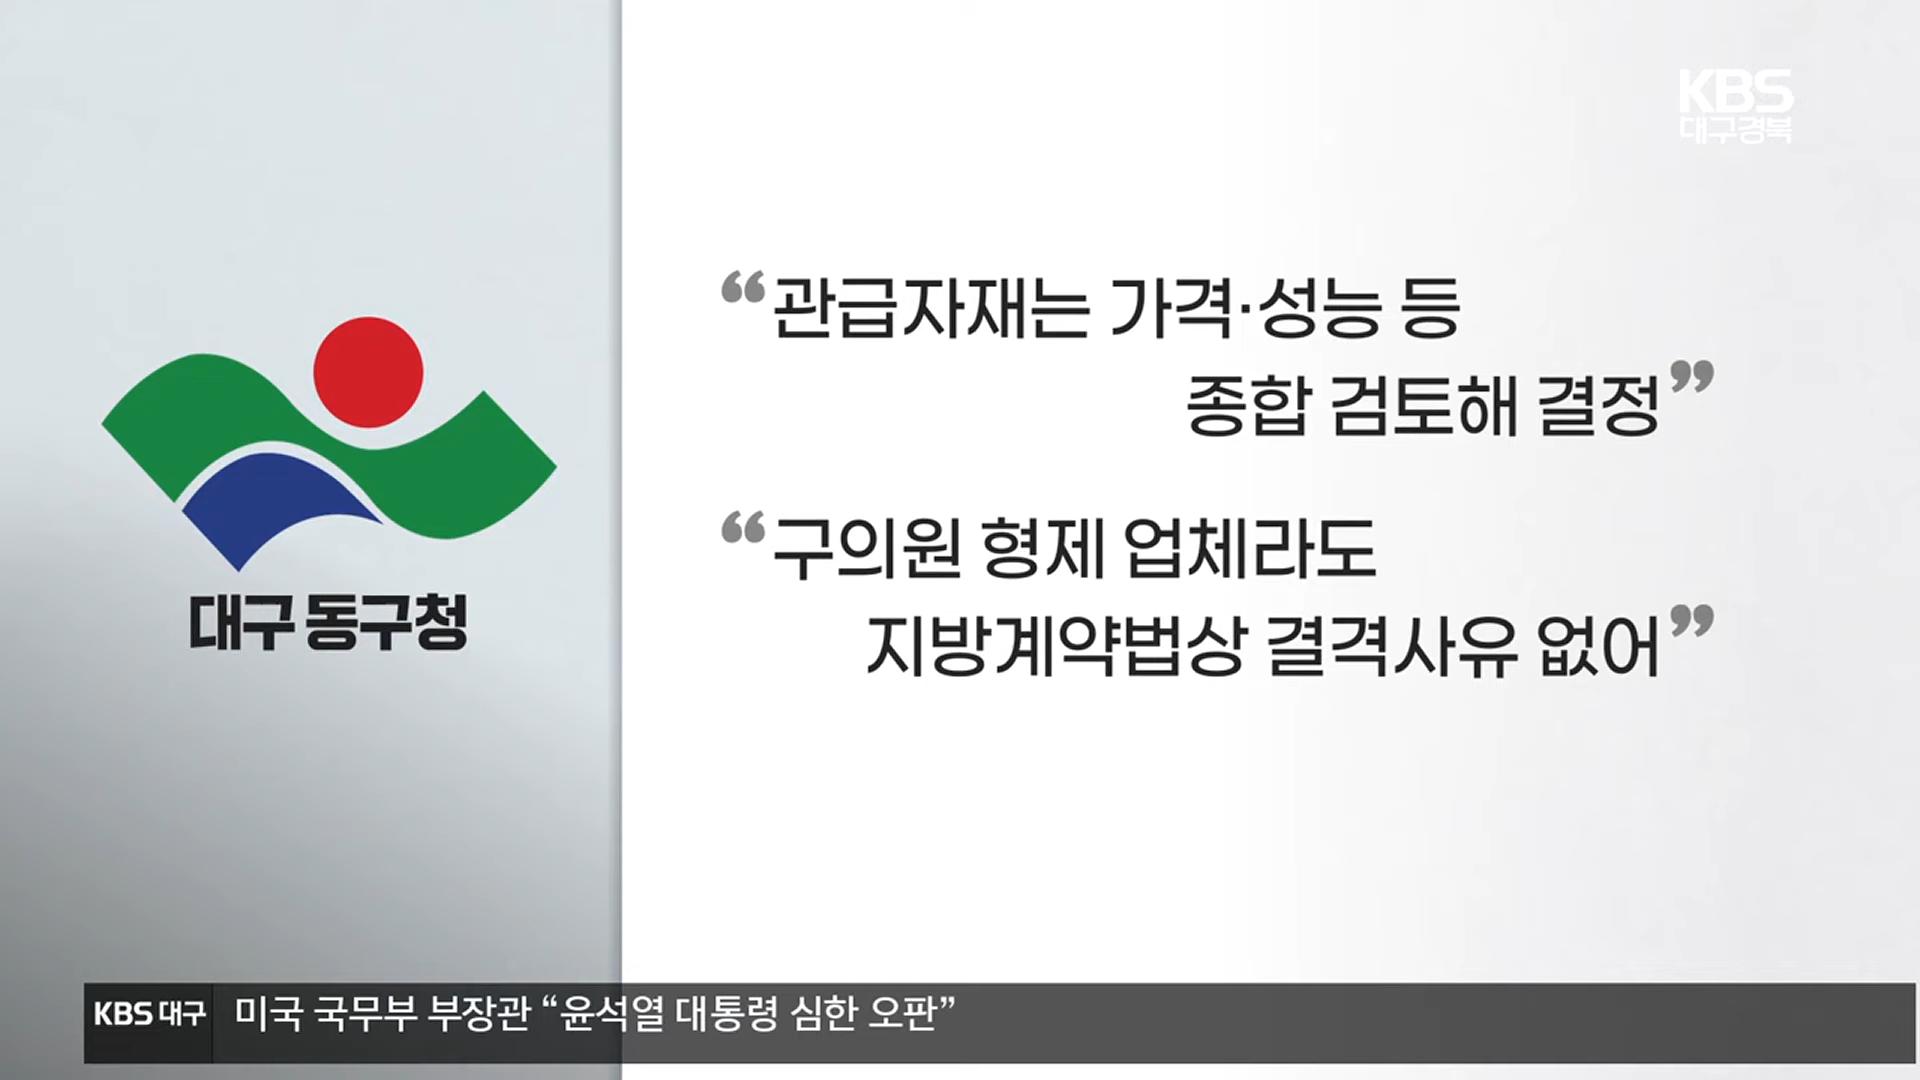 KBS
대구경북
“관급자재는 가격·성능 등
종합 검토해 결정”
“구의원 형제 업체라도
지방계약법상 결격사유 없어”
대구 동구청
KBS 대구 미국 국무부 부장관 “윤석열 대통령 심한 오판”